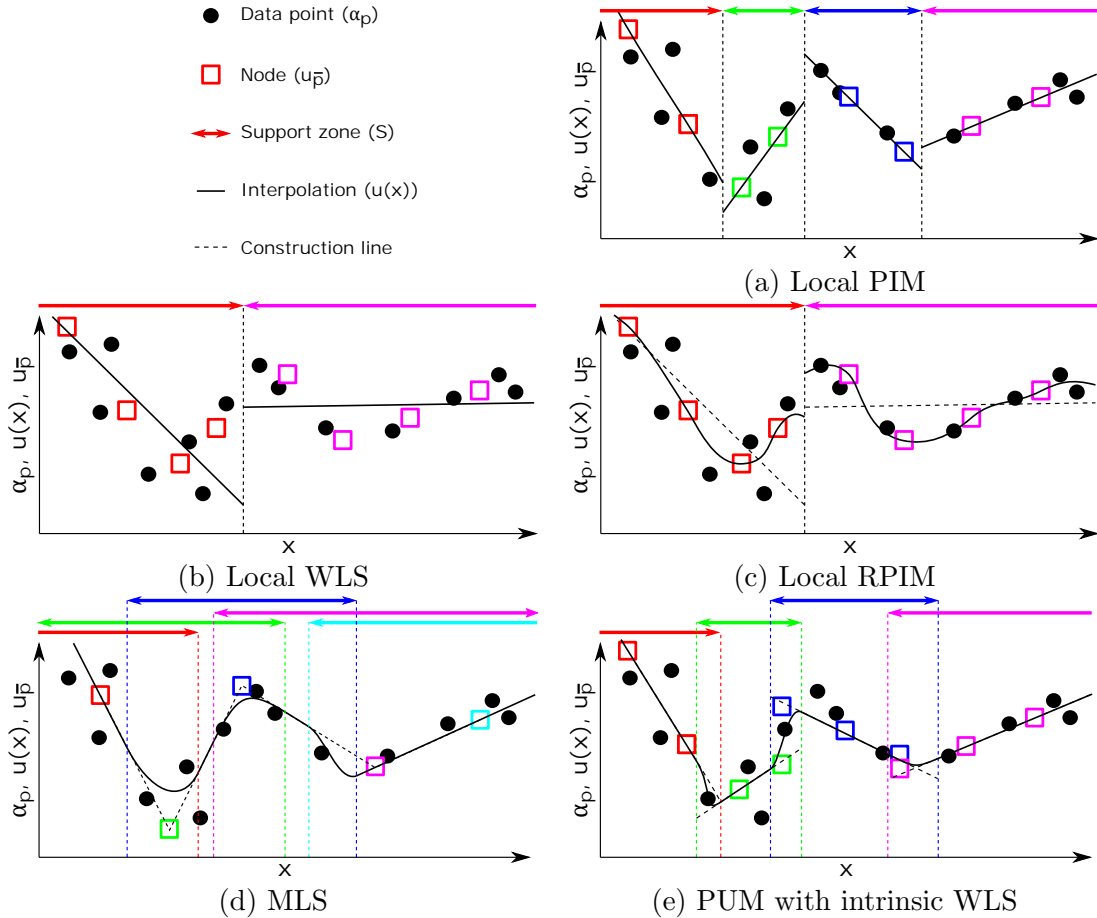 Data point (αp)
Node (up̅)
Support zone (S)
Interpolation (u(x))
Construction line
αp, u(x), up̅
x
(a) Local PIM
αp, u(x), up̅
x
(b) Local WLS
αp, u(x), up̅
x
(c) Local RPIM
αp, u(x), up̅
x
(d) MLS
αp, u(x), up̅
x
(e) PUM with intrinsic WLS